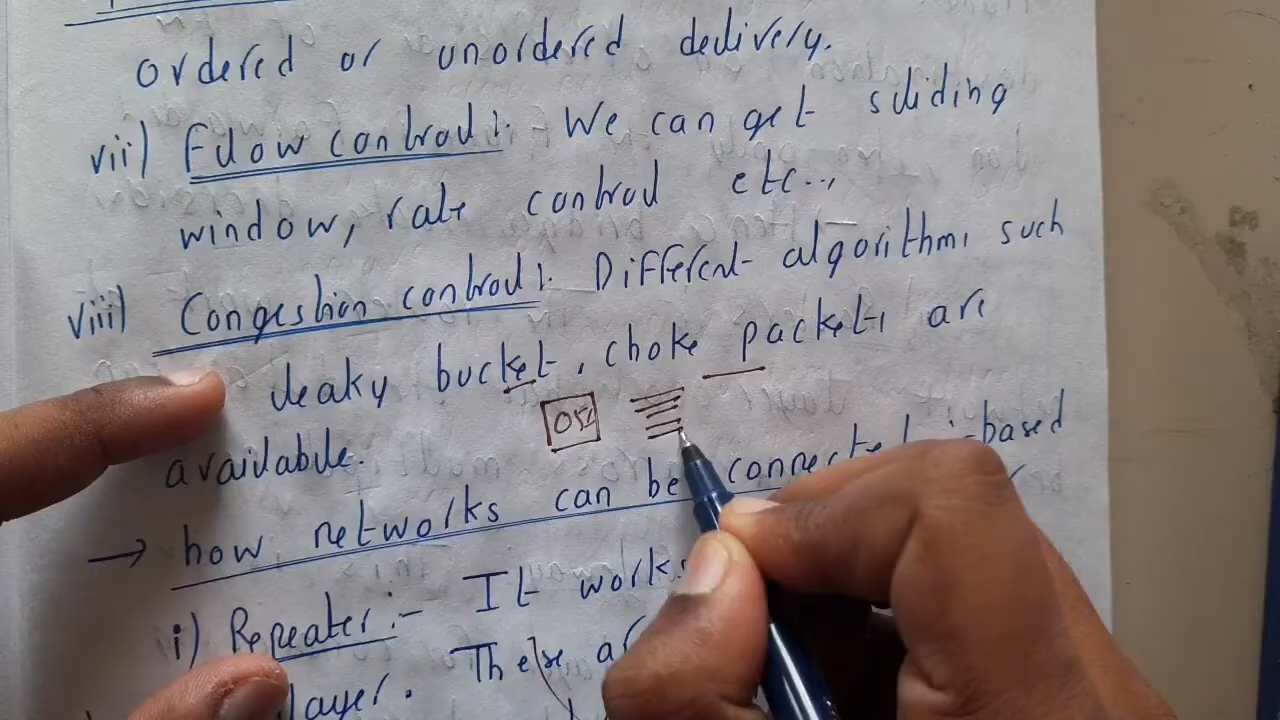 ordered or unordered delivery.
vii) Flow control :- We can get sliding
window, rate control etc...
viii) Congestion control :- Different algorithms such
leaky bucket, choke packets are
OSI
available.
→ how networks can be connected :- based
i) Repeater :- It works
layer. These